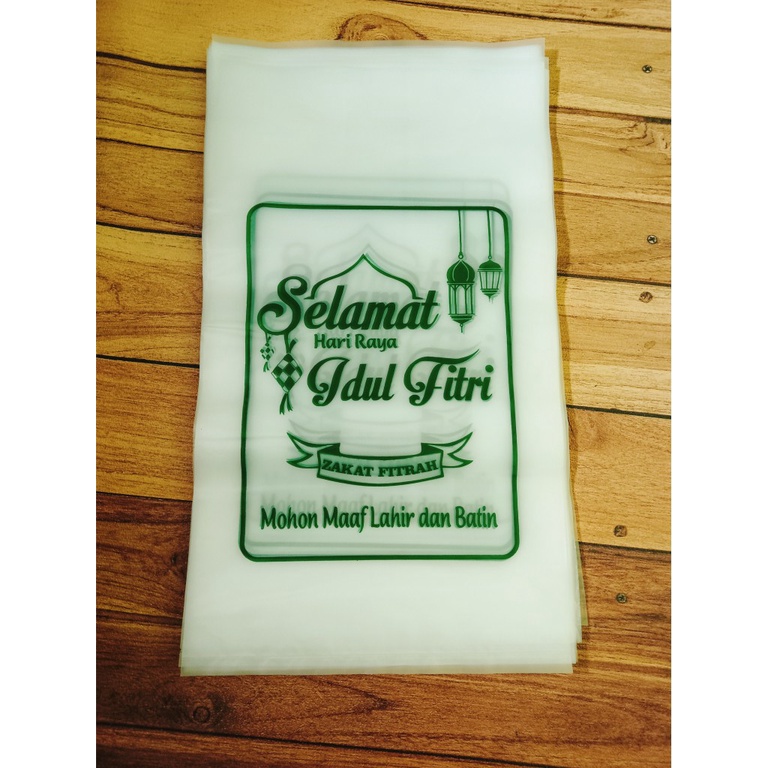 Selamat
Hari Raya
Idul Fitri
ZAKAT FITRAH
Mohon Maaf Lahir dan Batin